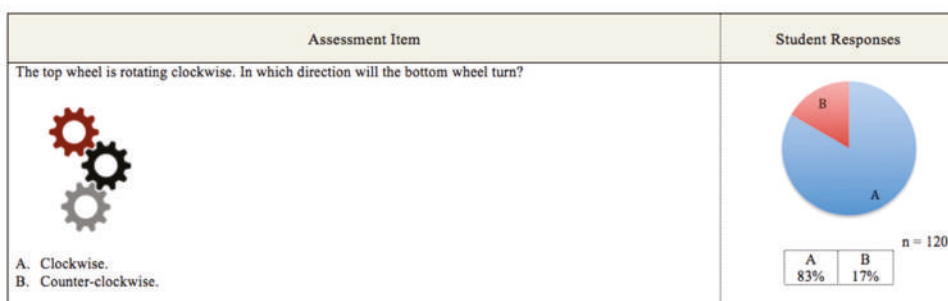 Assessment Item
Student Responses
The top wheel is rotating clockwise. In which direction will the bottom wheel turn?
B
A
n = 120
A. Clockwise.
B. Counter-clockwise.
A B
83% 17%